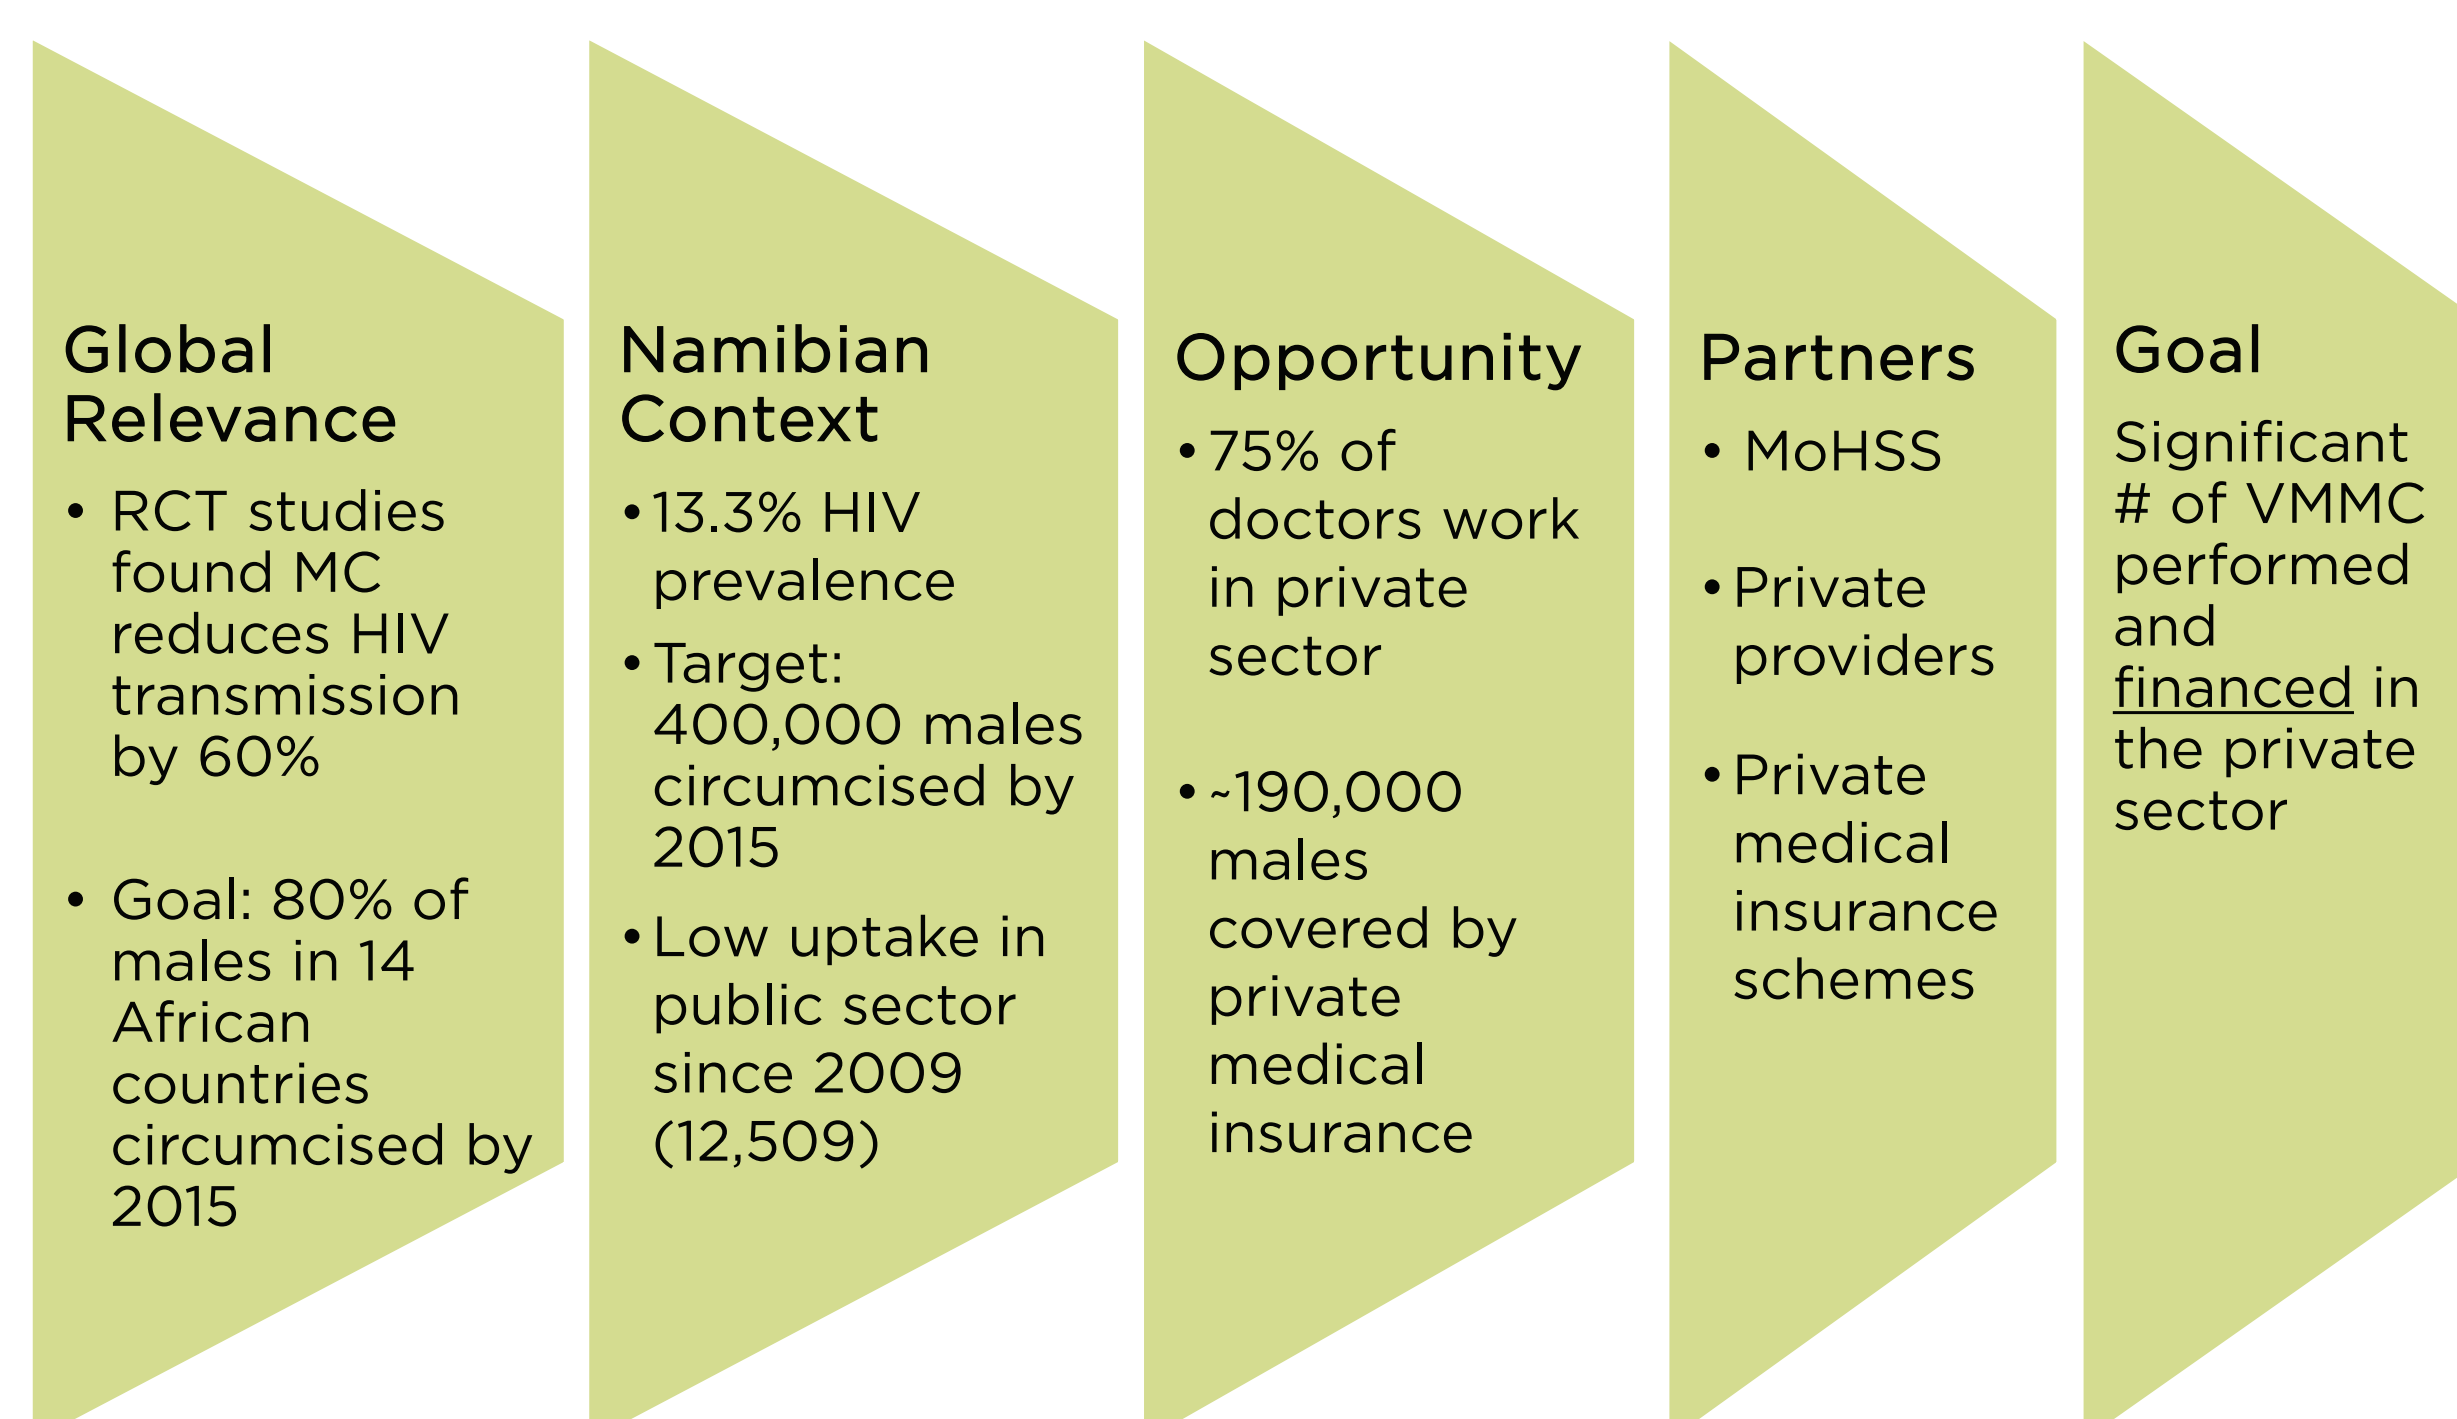 Global
Relevance
• RCT studies
found MC
reduces HIV
transmission
by 60%
• Goal: 80% of
males in 14
African
countries
circumcised by
2015
Namibian
Context
• 13.3% HIV
prevalence
• Target:
400,000 males
circumcised by
2015
• Low uptake in
public sector
since 2009
(12,509)
Opportunity
• 75% of
doctors work
in private
sector
• ~190,000
males
covered by
private
medical
insurance
Partners
• MoHSS
• Private
providers
• Private
medical
insurance
schemes
Goal
Significant
# of VMMC
performed
and
financed in
the private
sector